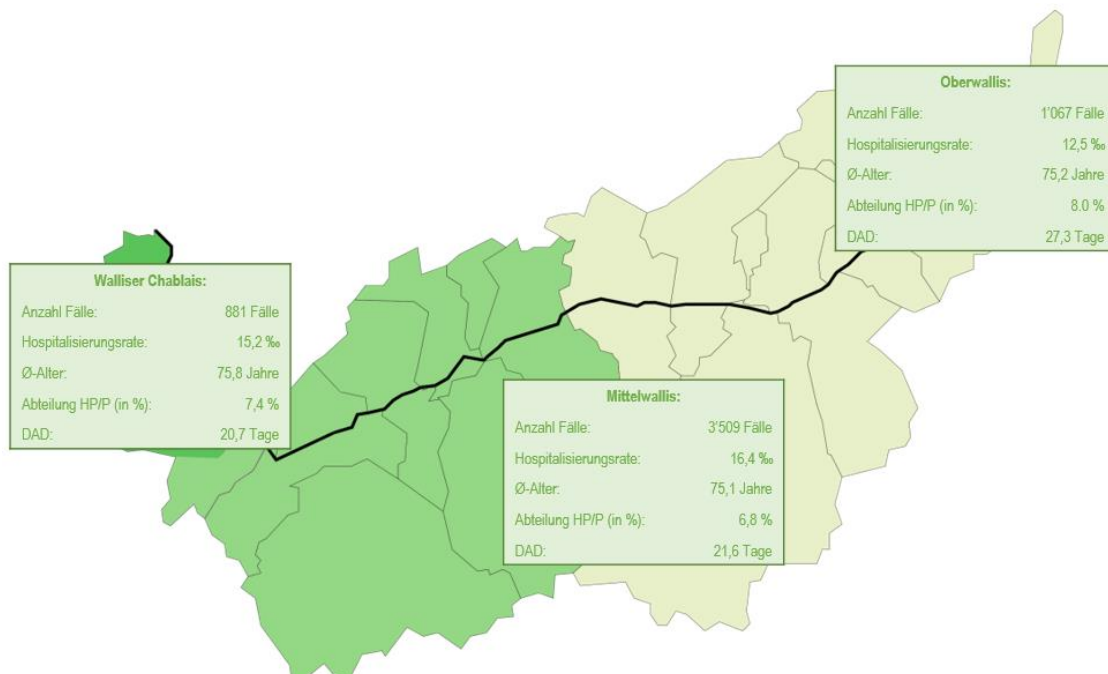 Oberwallis:
Anzahl Fälle: 1'067 Fälle
Hospitalisierungsrate: 12,5 ‰
Ø-Alter: 75,2 Jahre
Abteilung HP/P (in %): 8.0 %
DAD: 27,3 Tage
Walliser Chablais:
Anzahl Fälle: 881 Fälle
Hospitalisierungsrate: 15,2 ‰
Ø-Alter: 75,8 Jahre
Abteilung HP/P (in %): 7,4 %
DAD: 20,7 Tage
Mittelwallis:
Anzahl Fälle: 3'509 Fälle
Hospitalisierungsrate: 16,4 ‰
Ø-Alter: 75,1 Jahre
Abteilung HP/P (in %): 6,8 %
DAD: 21,6 Tage